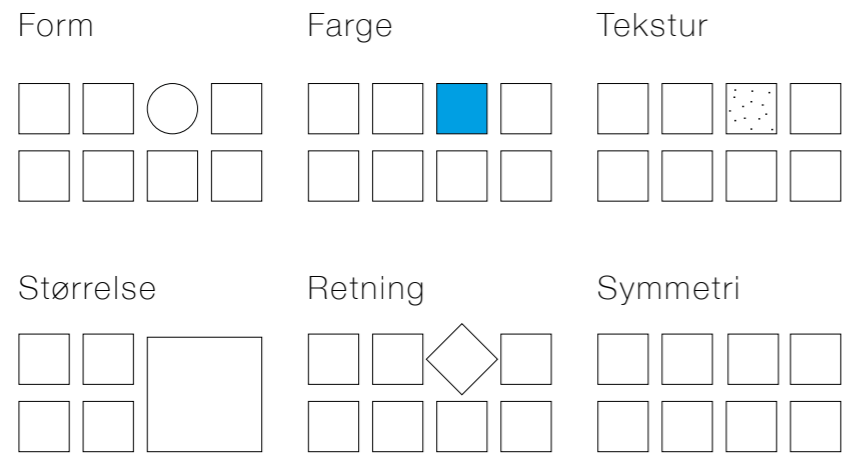 Form
Farge
Tekstur
Størrelse
Retning
Symmetri